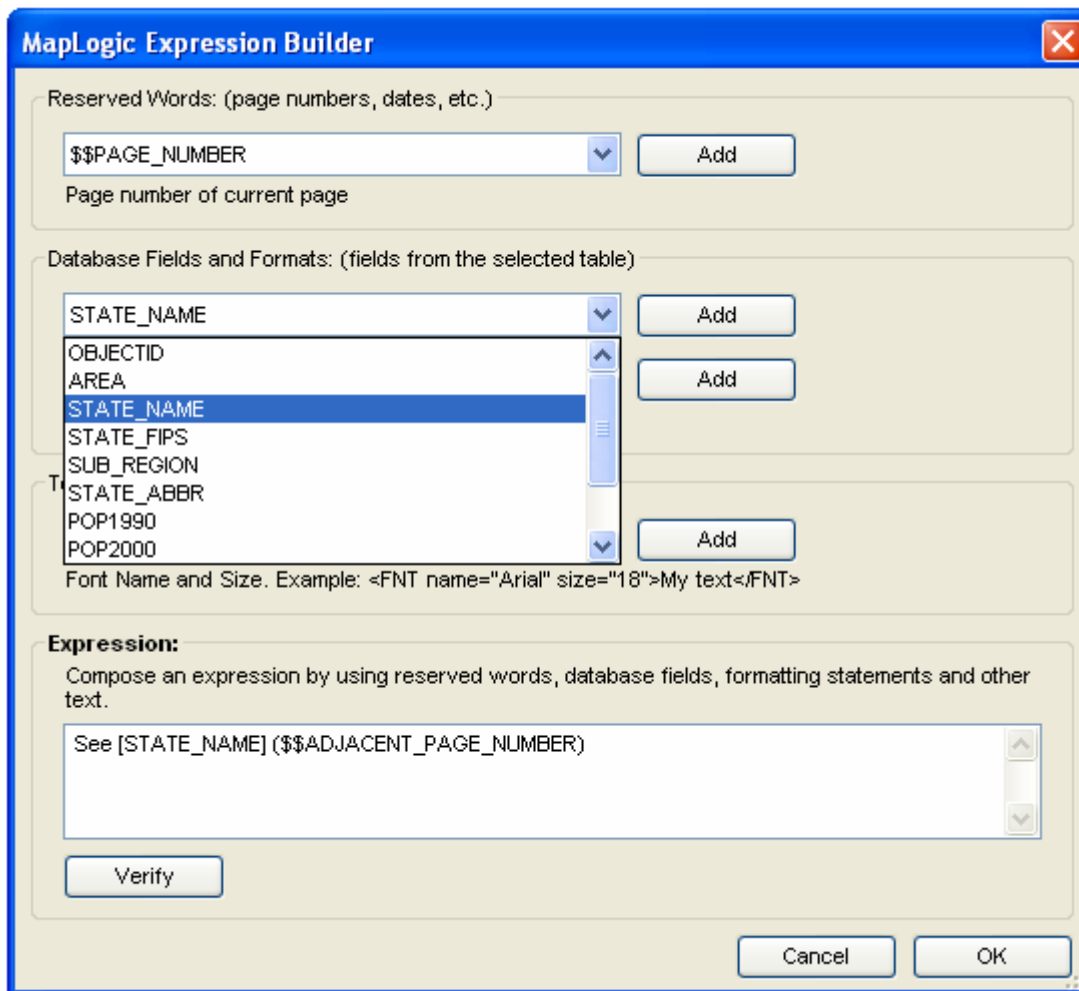 MapLogic Expression Builder
Reserved Words: (page numbers, dates, etc.)
$$PAGE_NUMBER
Add
Page number of current page
Database Fields and Formats: (fields from the selected table)
STATE_NAME
Add
OBJECTID
AREA
Add
STATE_NAME
STATE_FIPS
SUB_REGION
STATE_ABBR
POP1990
POP2000
Add
Font Name and Size. Example: <FNT name="Arial" size="18">My text</FNT>
Expression:
Compose an expression by using reserved words, database fields, formatting statements and other
text.
See [STATE_NAME] ($$ADJACENT_PAGE_NUMBER)
Verify
Cancel
OK